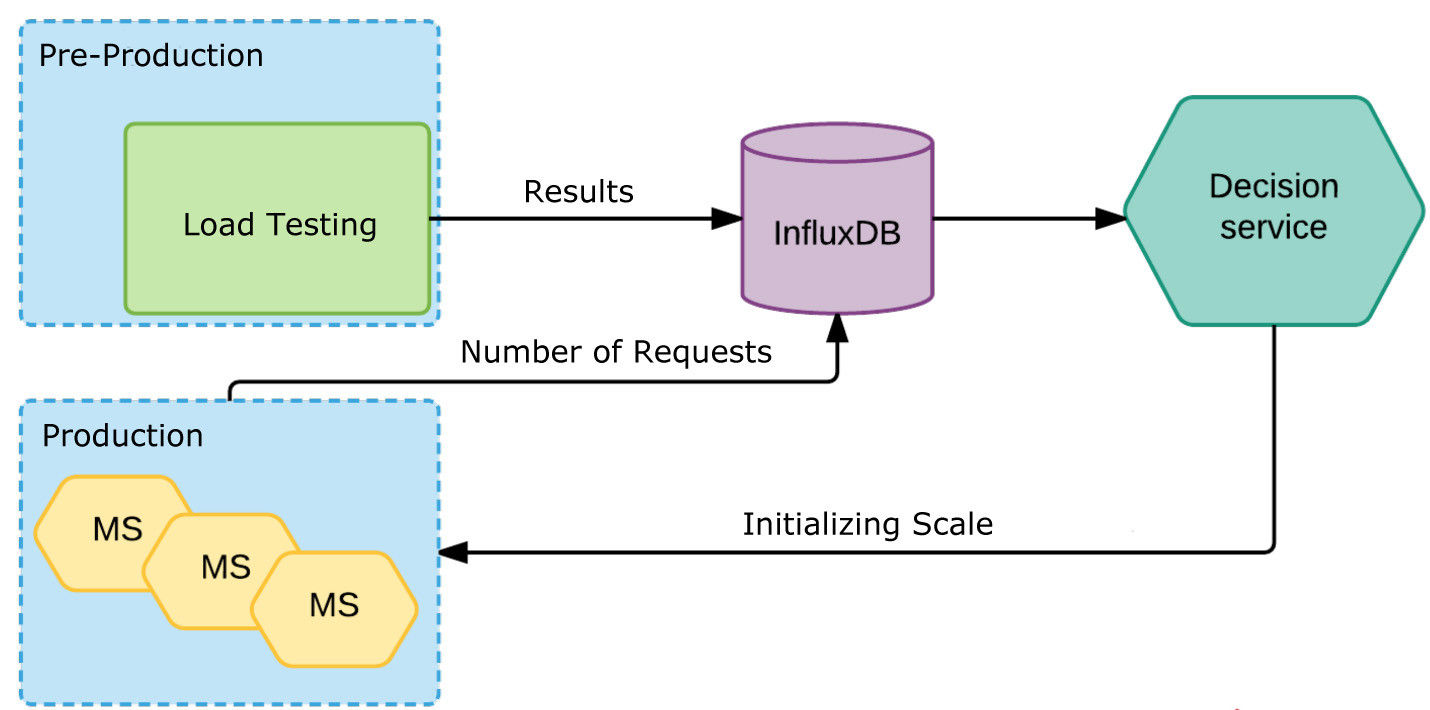 Pre-Production
Load Testing
Results
InfluxDB
Decision
service
Number of Requests
Production
MS
MS
MS
Initializing Scale